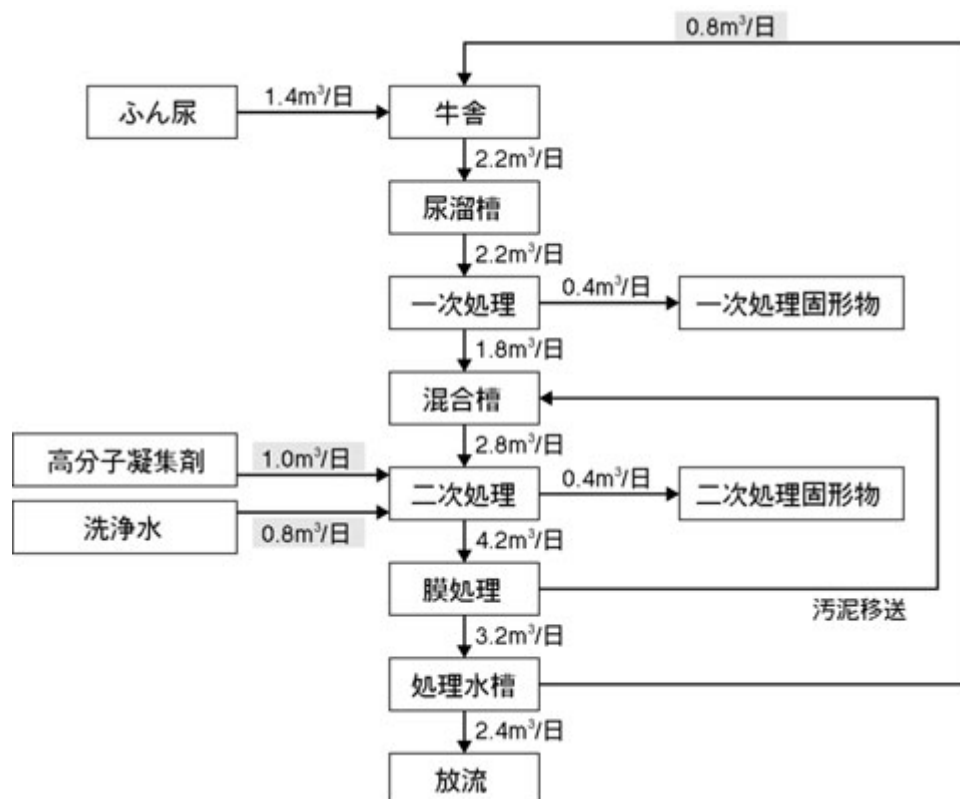 0.8m³/日
ふん尿
1.4m³/日
牛舎
2.2m³/日
尿溜槽
2.2m³/日
一次処理
0.4m³/日
一次処理固形物
1.8m³/日
混合槽
2.8m³/日
高分子凝集剤
1.0m³/日
二次処理
0.4m³/日
二次処理固形物
洗浄水
0.8m³/日
4.2m³/日
膜処理
汚泥移送
3.2m³/日
処理水槽
2.4m³/日
放流